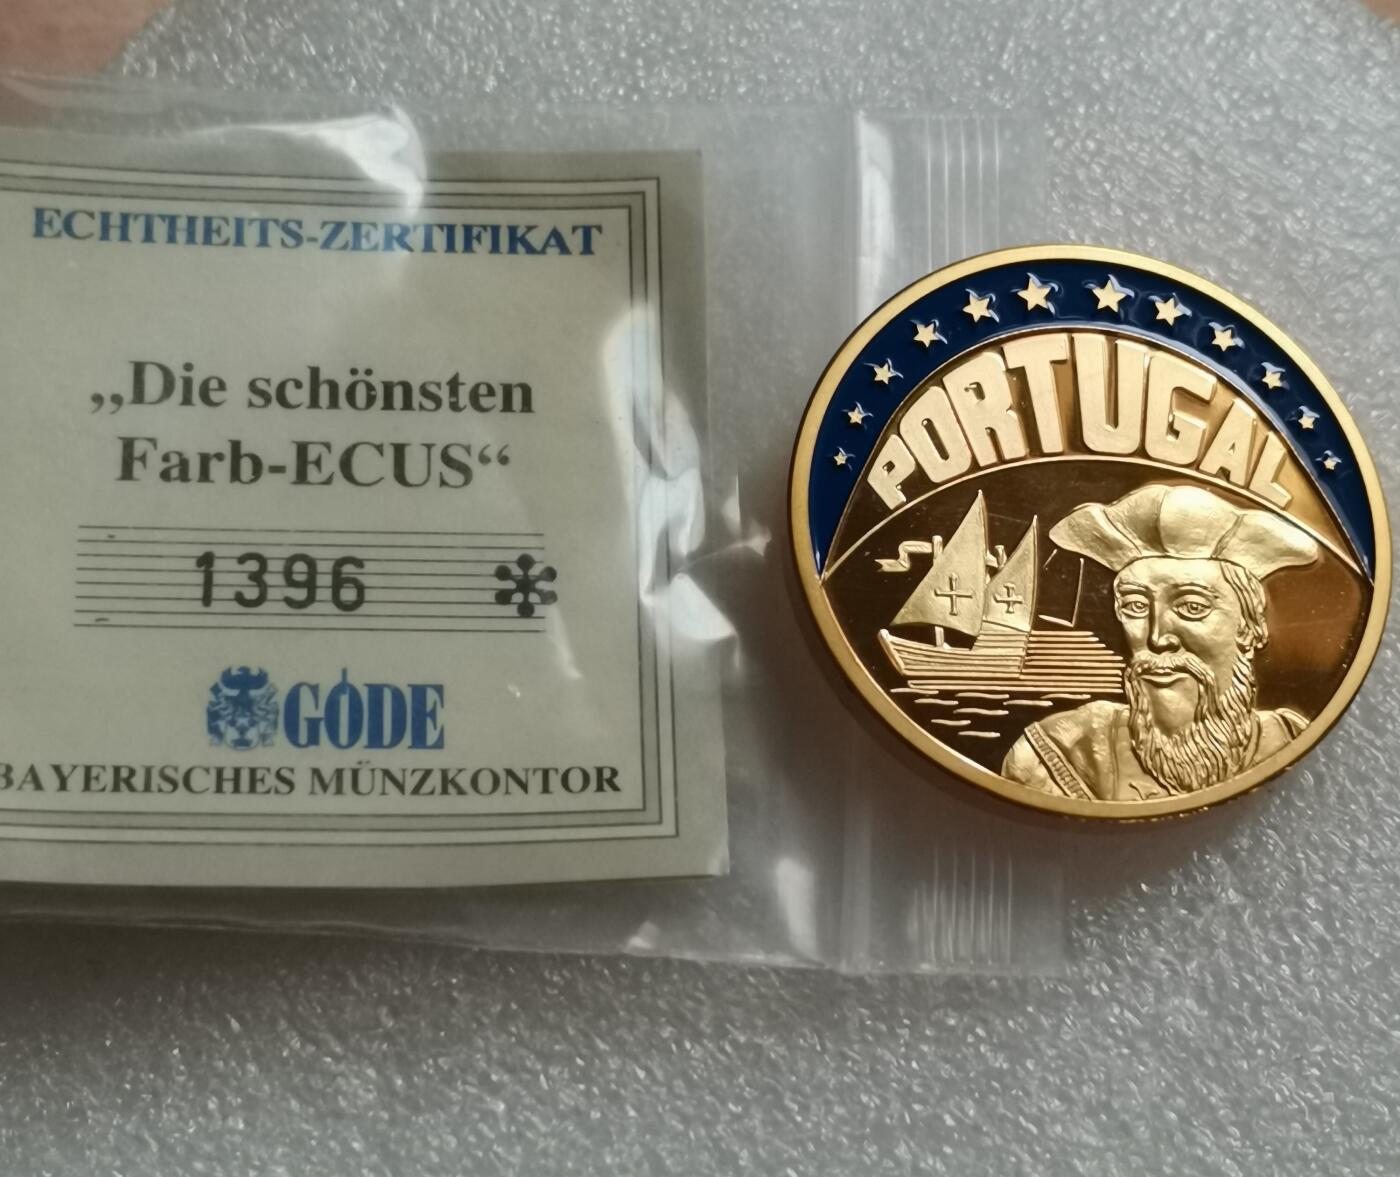 ECHTHEITS-ZERTIFIKAT
„Die schönsten
Farb-ECUS“
1396 *
GÖDE
BAYERISCHES MÜNZKONTOR
PORTUGAL